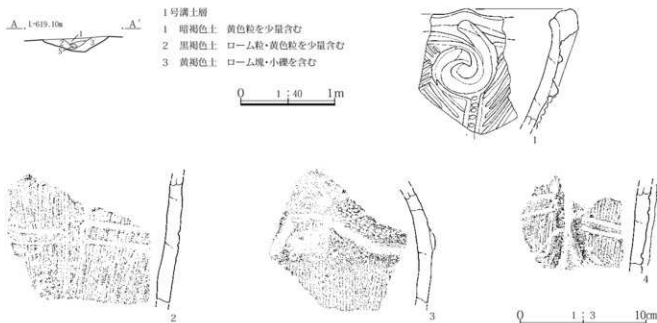 A L=619.10m A'
1
2
3
1号溝土層
1 暗褐色土 黄色粒を少量含む
2 黒褐色土 ローム粒・黄色粒を少量含む
3 黄褐色土 ローム塊・小礫を含む
0 1:40 1m
1
2
3
4
0 1:3 10cm